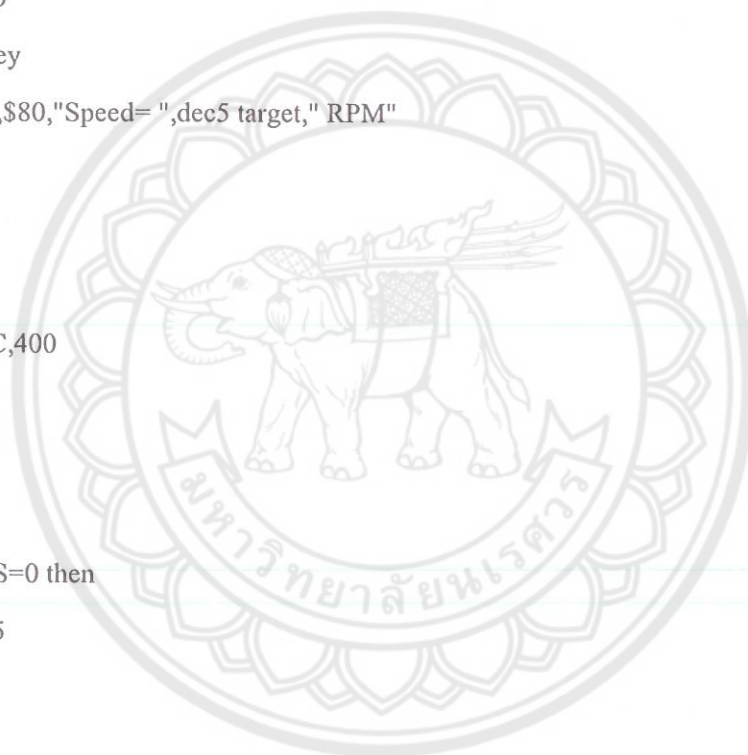 ey
,$80,"Speed= ",dec5 target," RPM"
,400
S=0 then
มหาวิทยาลัยนเรศวร